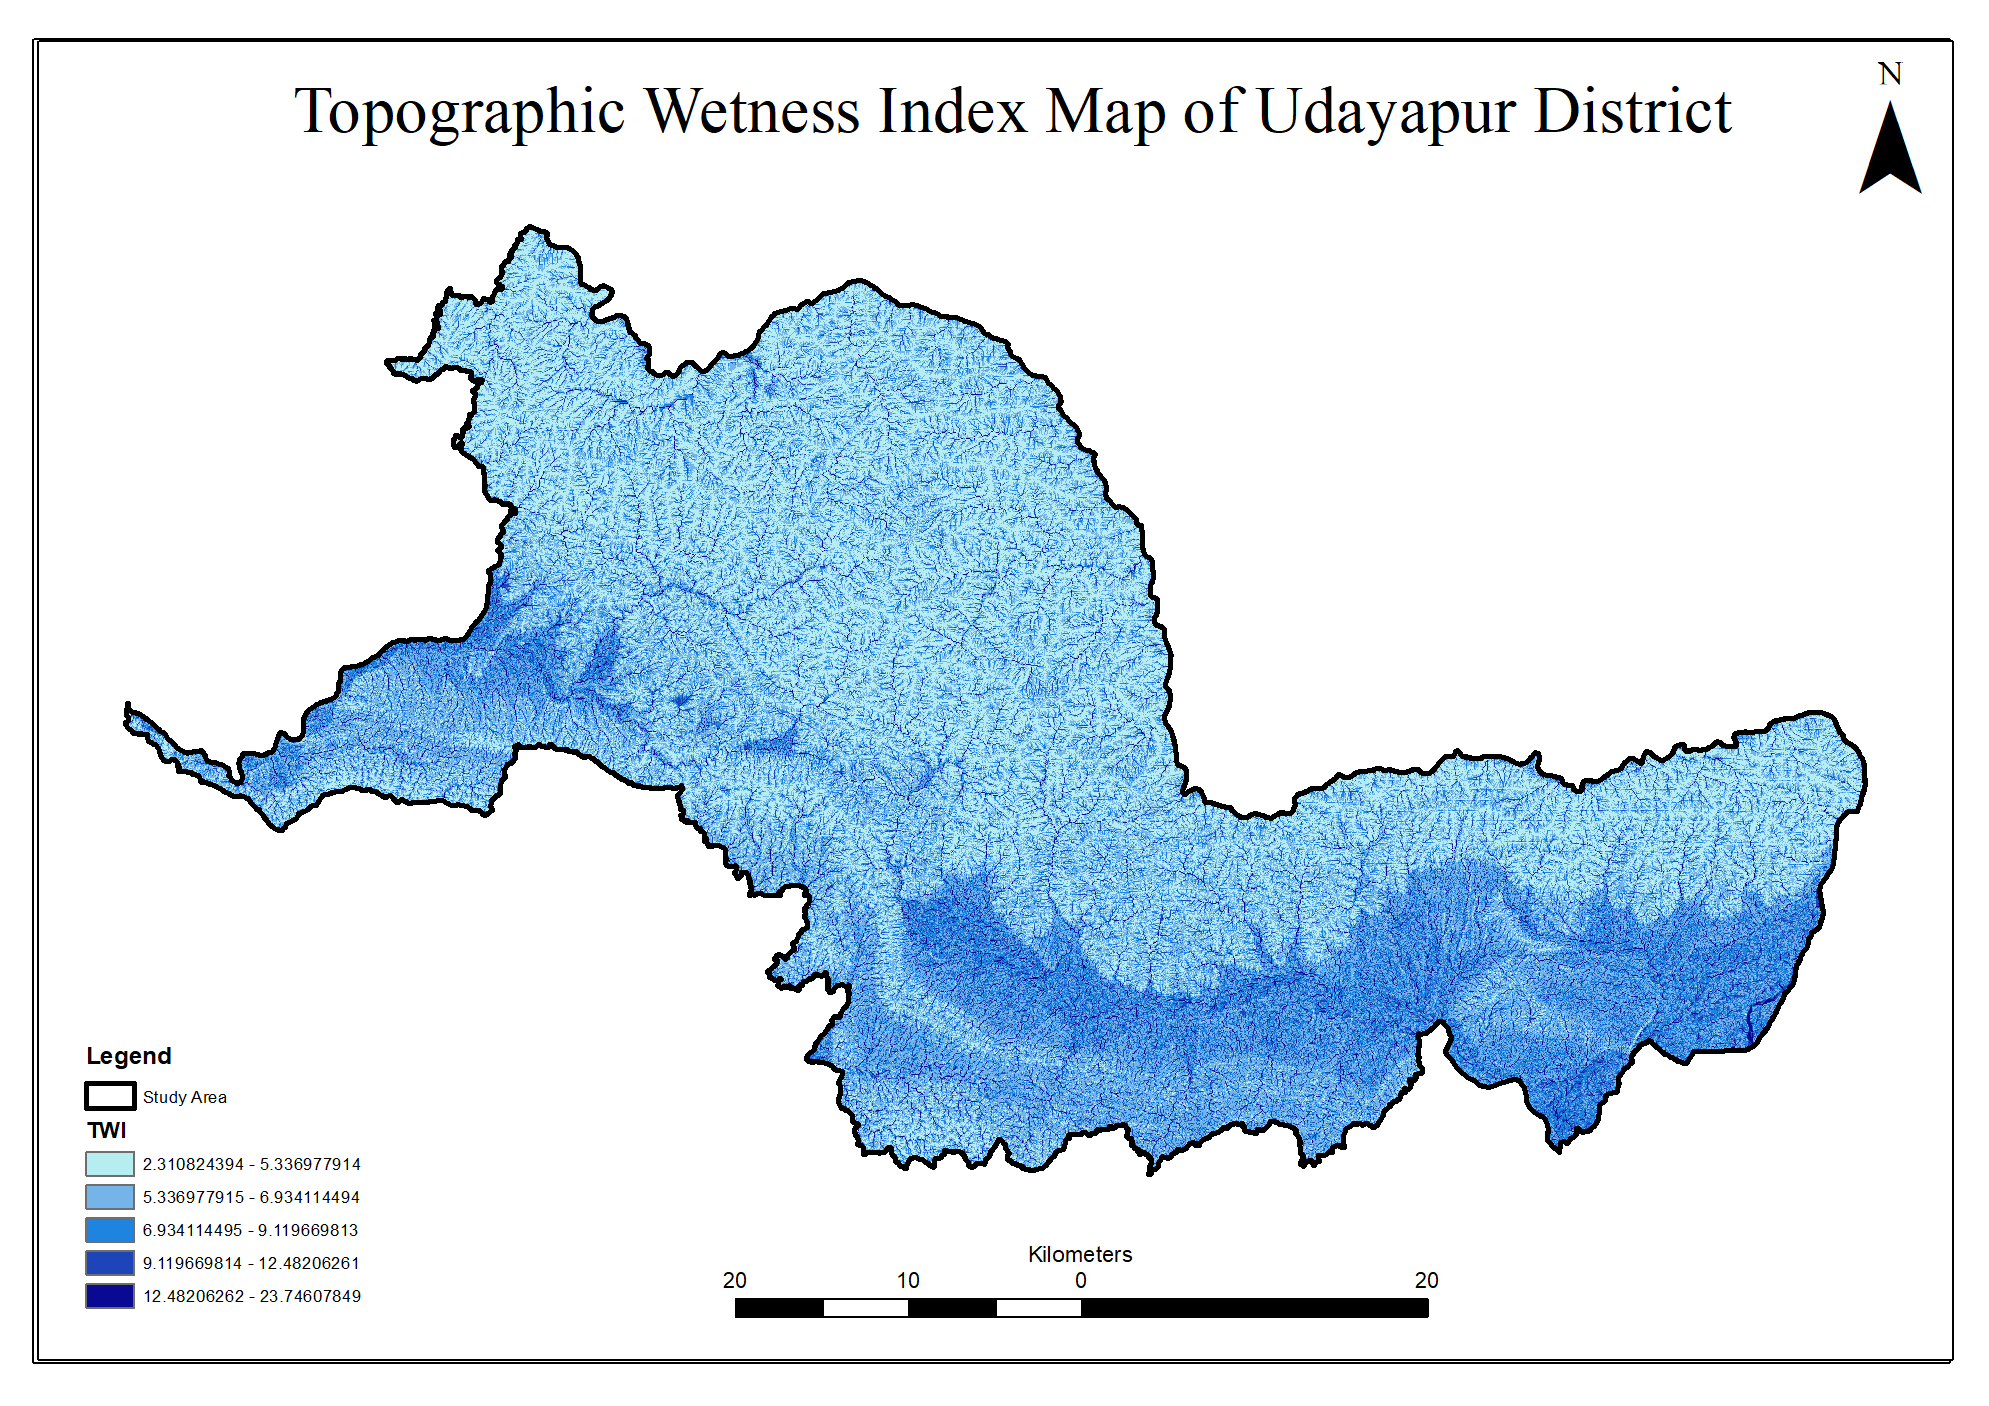 N
Topographic Wetness Index Map of Udayapur District
Legend
Study Area
TWI
2.310824394 - 5.336977914
5.336977915 - 6.934114494
6.934114495 - 9.119669813
9.119669814 - 12.48206261
12.48206262 - 23.74607849
Kilometers
20 10 0 20